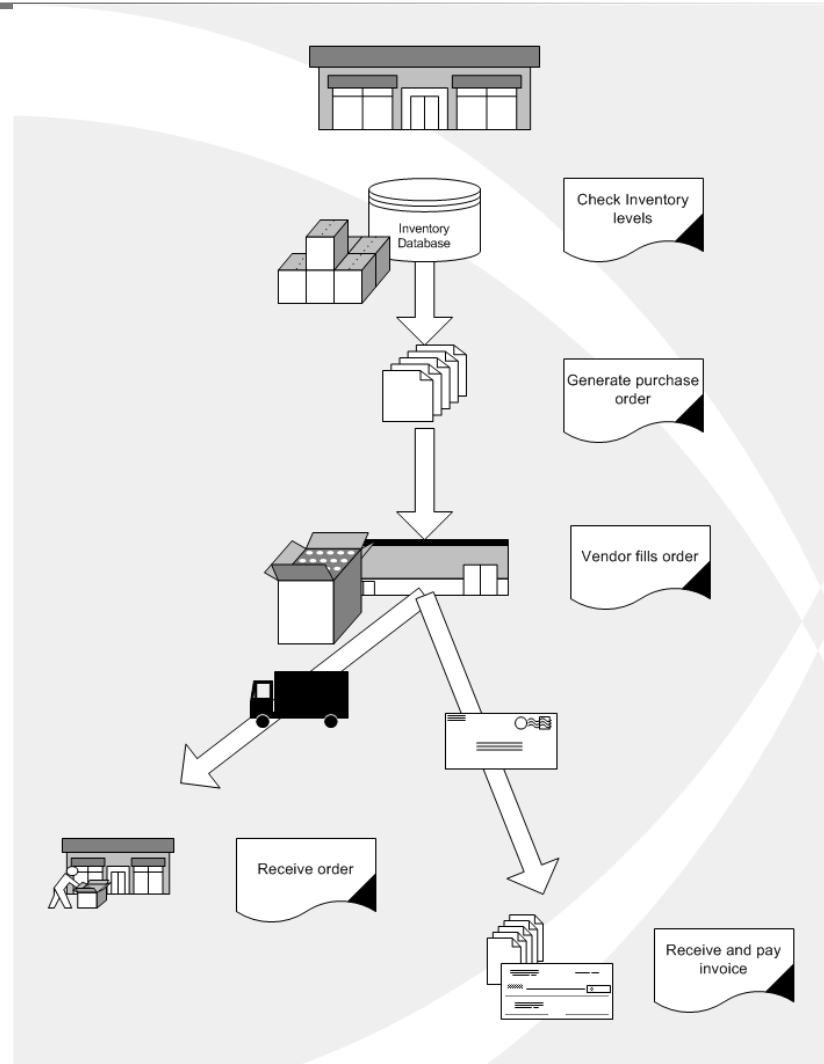 Inventory
Database
Check Inventory
levels
Generate purchase
order
Vendor fills order
Receive order
Receive and pay
invoice